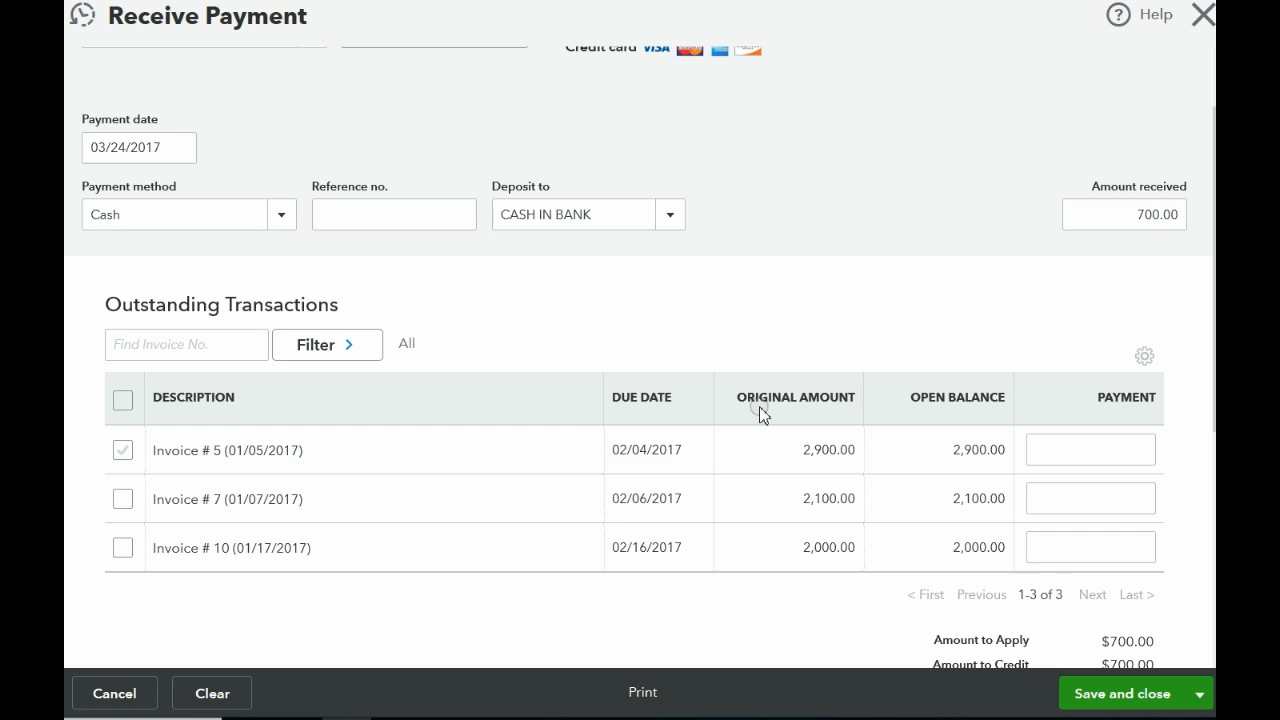 Receive Payment
Help
Credit card VISA
Payment date
03/24/2017
Payment method Reference no. Deposit to Amount received
Cash CASH IN BANK 700.00
Outstanding Transactions
Find Invoice No. Filter > All
DESCRIPTION DUE DATE ORIGINAL AMOUNT OPEN BALANCE PAYMENT
Invoice # 5 (01/05/2017) 02/04/2017 2,900.00 2,900.00
Invoice # 7 (01/07/2017) 02/06/2017 2,100.00 2,100.00
Invoice # 10 (01/17/2017) 02/16/2017 2,000.00 2,000.00
< First Previous 1-3 of 3 Next Last >
Amount to Apply $700.00
Amount to Credit $700.00
Cancel Clear Print Save and close